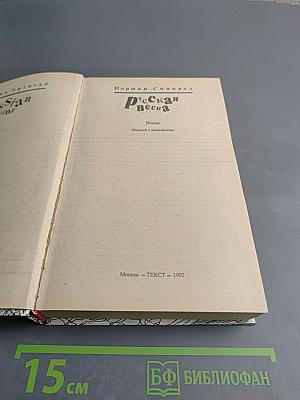 Норман Спинрад
Русская
весна
Роман
Перевод с английского
Москва «ТЕКСТ» 1992
15 см
БФ БИБЛИОФАН